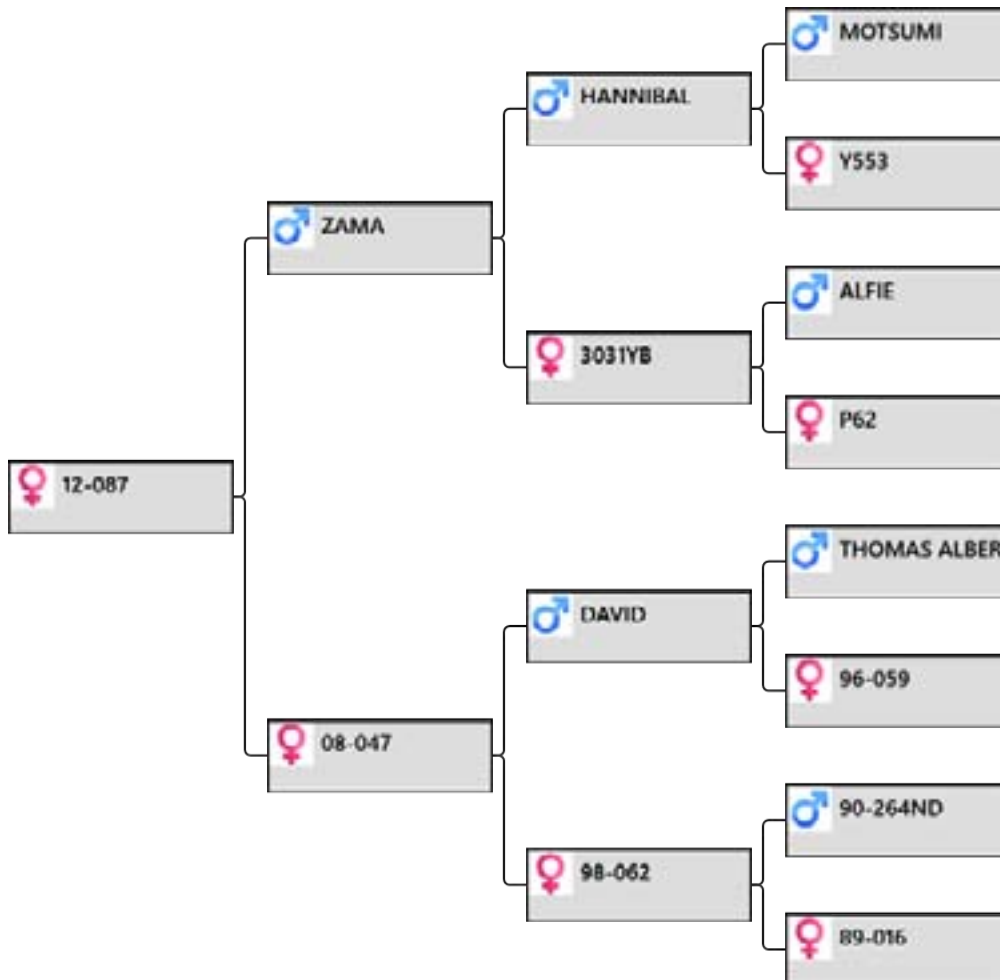 MOTSUMI
HANNIBAL
Y553
ZAMA
ALFIE
3031YB
P62
12-087
THOMAS ALBER
DAVID
96-059
08-047
90-264ND
98-062
89-016